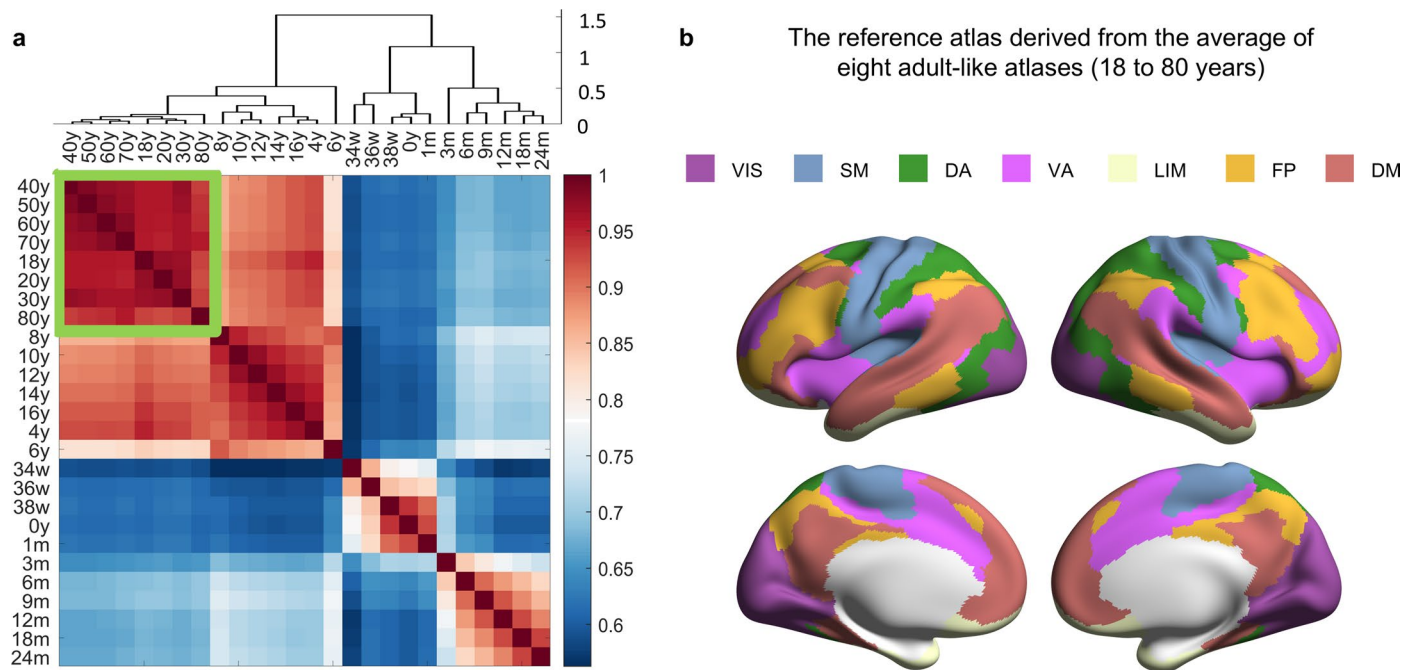 a
1.5
1
0.5
0
40y
50y
60y
70y
18y
20y
30y
80y
8y
10y
12y
14y
16y
4y
6y
34w
36w
38w
0y
1m
3m
6m
9m
12m
18m
24m
40y
50y
60y
70y
18y
20y
30y
80y
8y
10y
12y
14y
16y
4y
6y
34w
36w
38w
0y
1m
3m
6m
9m
12m
18m
24m
1
0.95
0.9
0.85
0.8
0.75
0.7
0.65
0.6
b
The reference atlas derived from the average of
eight adult-like atlases (18 to 80 years)
VIS SM DA VA LIM FP DM